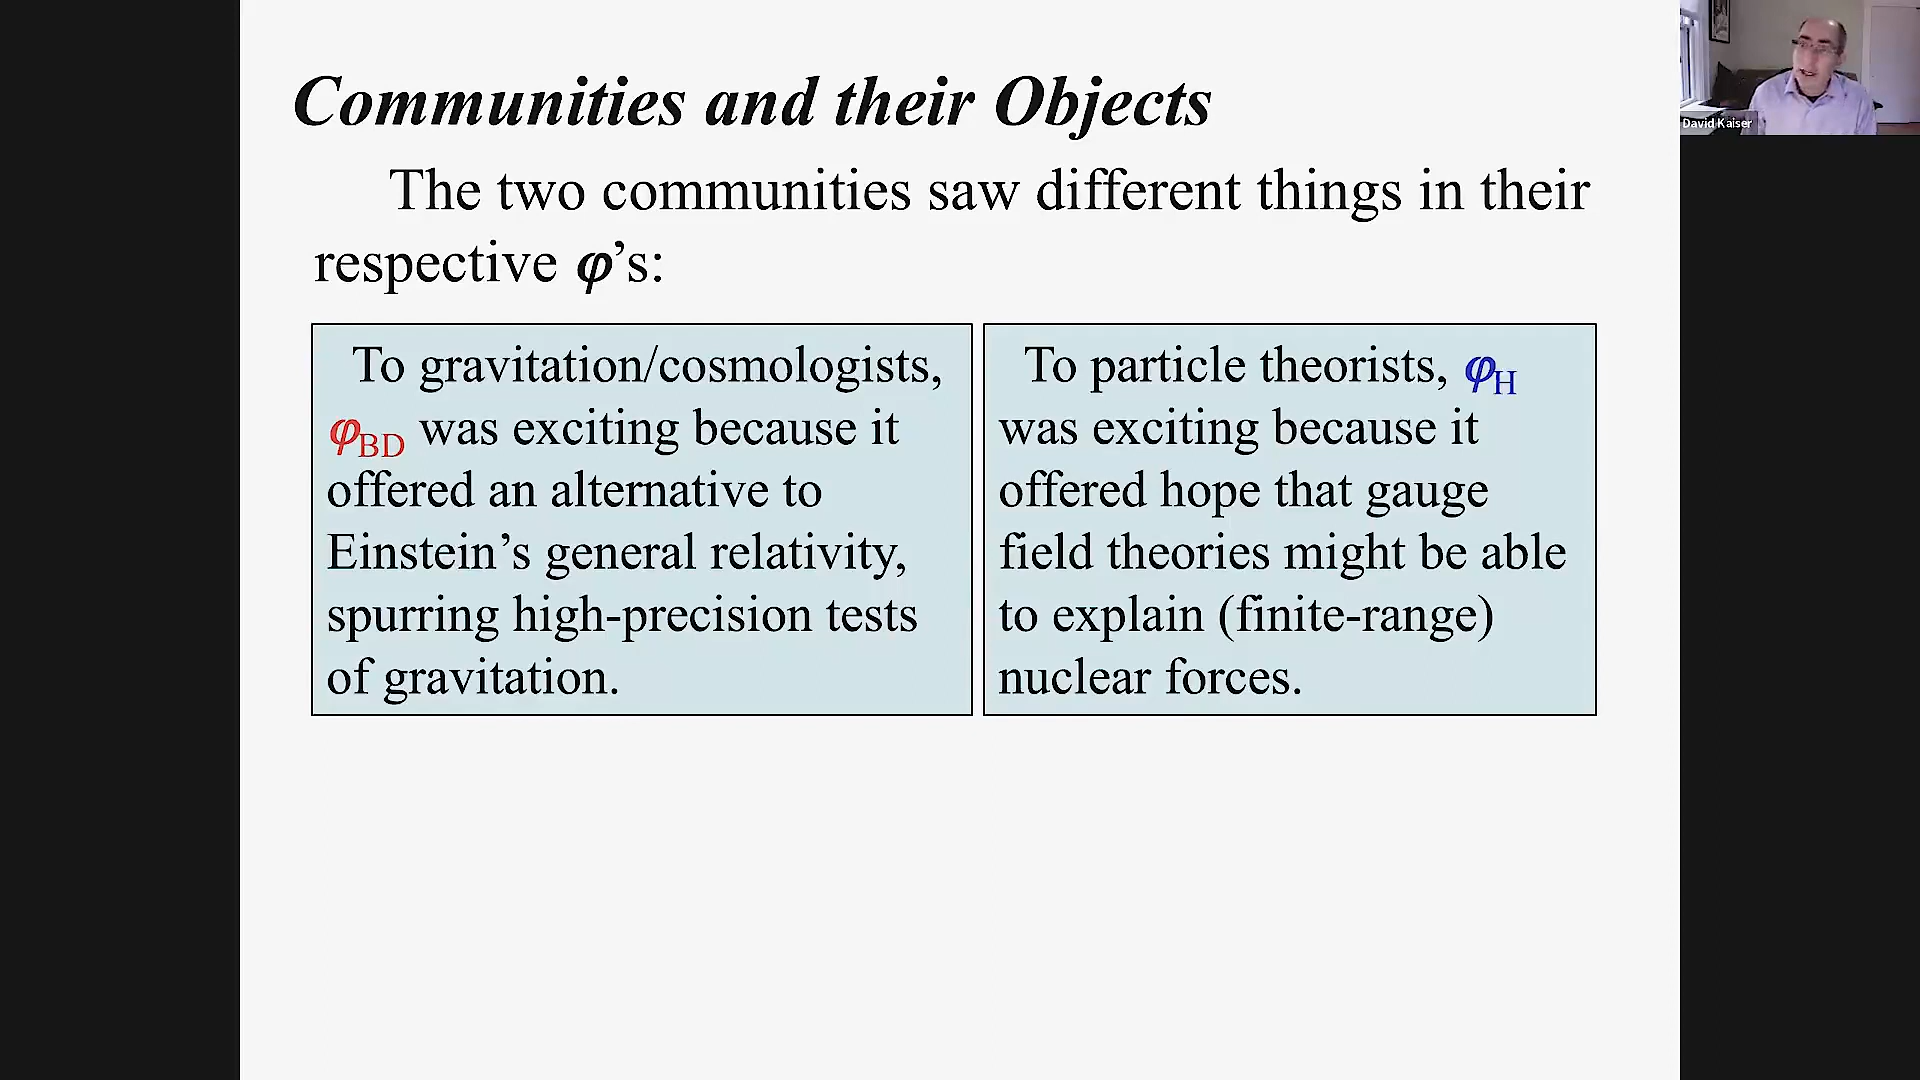 Communities and their Objects
The two communities saw different things in their
respective φ’s:
To gravitation/cosmologists,
φBD was exciting because it
offered an alternative to
Einstein’s general relativity,
spurring high-precision tests
of gravitation.
To particle theorists, φH
was exciting because it
offered hope that gauge
field theories might be able
to explain (finite-range)
nuclear forces.
David Kaiser